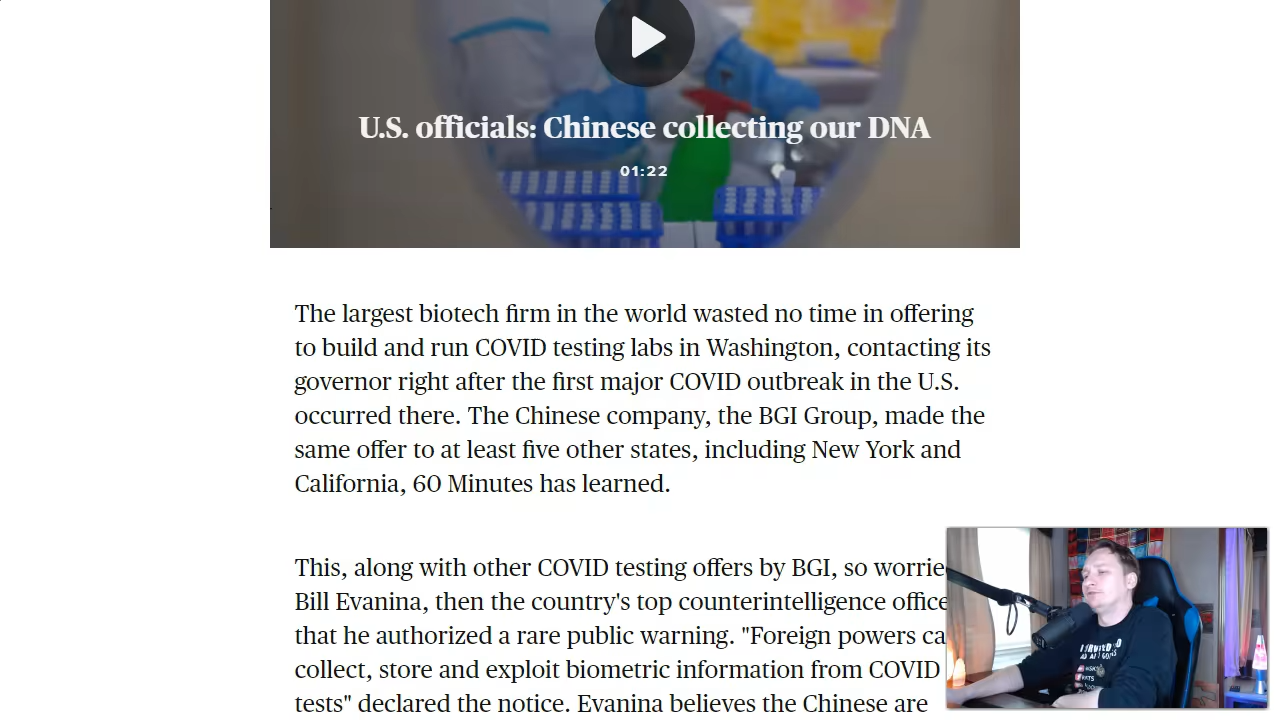 U.S. officials: Chinese collecting our DNA
01:22
The largest biotech firm in the world wasted no time in offering
to build and run COVID testing labs in Washington, contacting its
governor right after the first major COVID outbreak in the U.S.
occurred there. The Chinese company, the BGI Group, made the
same offer to at least five other states, including New York and
California, 60 Minutes has learned.
This, along with other COVID testing offers by BGI, so worrie
Bill Evanina, then the country's top counterintelligence office
that he authorized a rare public warning. "Foreign powers ca
collect, store and exploit biometric information from COVID
tests" declared the notice. Evanina believes the Chinese are